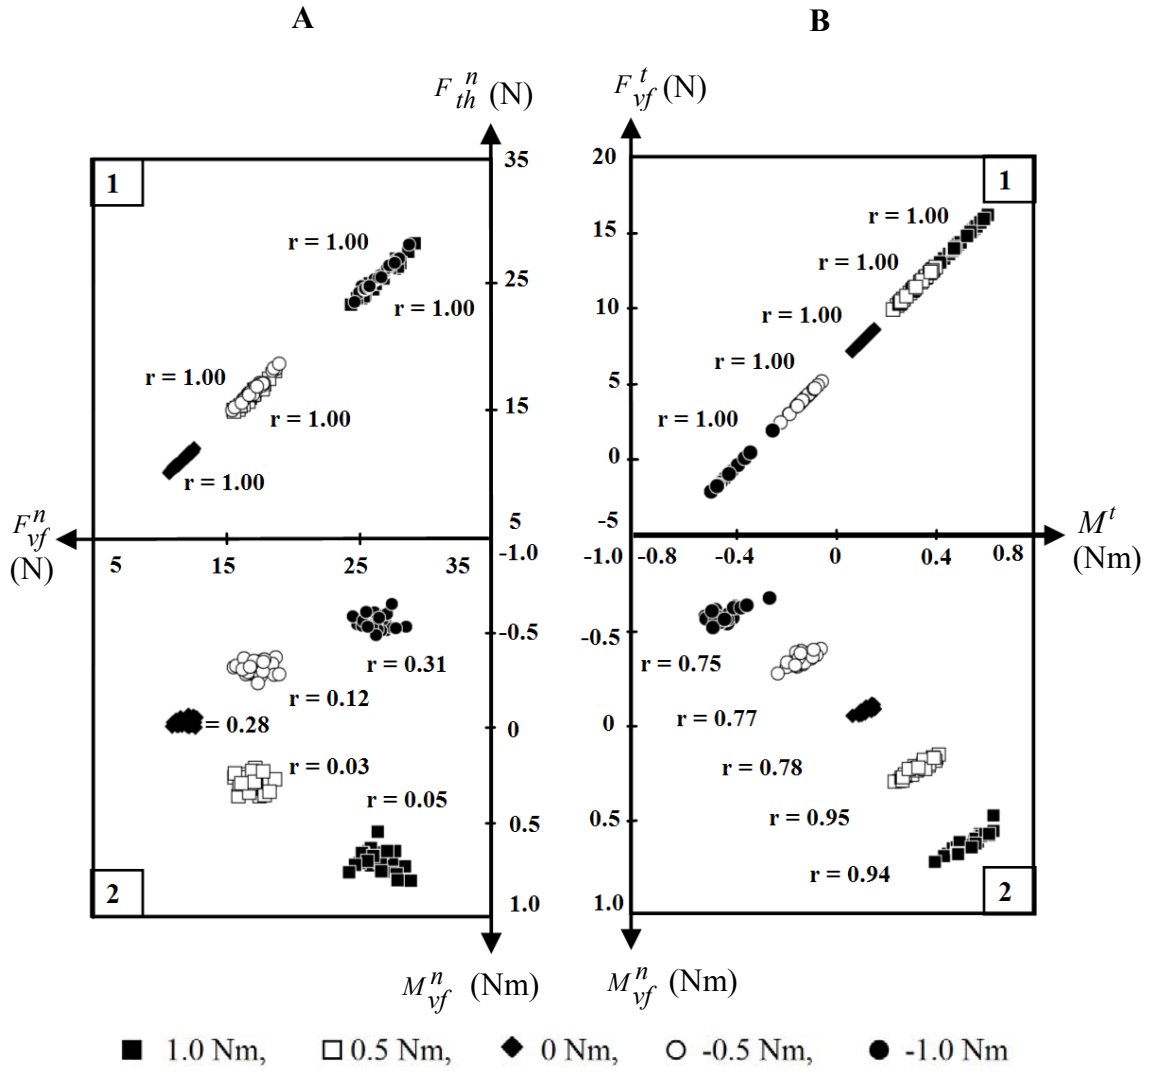 A B
F th n (N) F vf t (N)
35 20
1 1
r = 1.00 r = 1.00
15
r = 1.00
25
r = 1.00 10
r = 1.00
r = 1.00 r = 1.00
5
15
r = 1.00 r = 1.00
0
r = 1.00
5 -5
F vf n (N) M t (Nm)
5 15 25 35 -1.0 -1.0 -0.8 -0.4 0 0.4 0.8
-0.5 -0.5
r = 0.31 r = 0.75
r = 0.12
r = 0.77
= 0.28 0 0
r = 0.03 r = 0.78
r = 0.05
0.5 0.5
r = 0.95
r = 0.94
2 2
1.0 1.0
M vf n (Nm) M vf n (Nm)
1.0 Nm, 0.5 Nm, 0 Nm, -0.5 Nm, -1.0 Nm